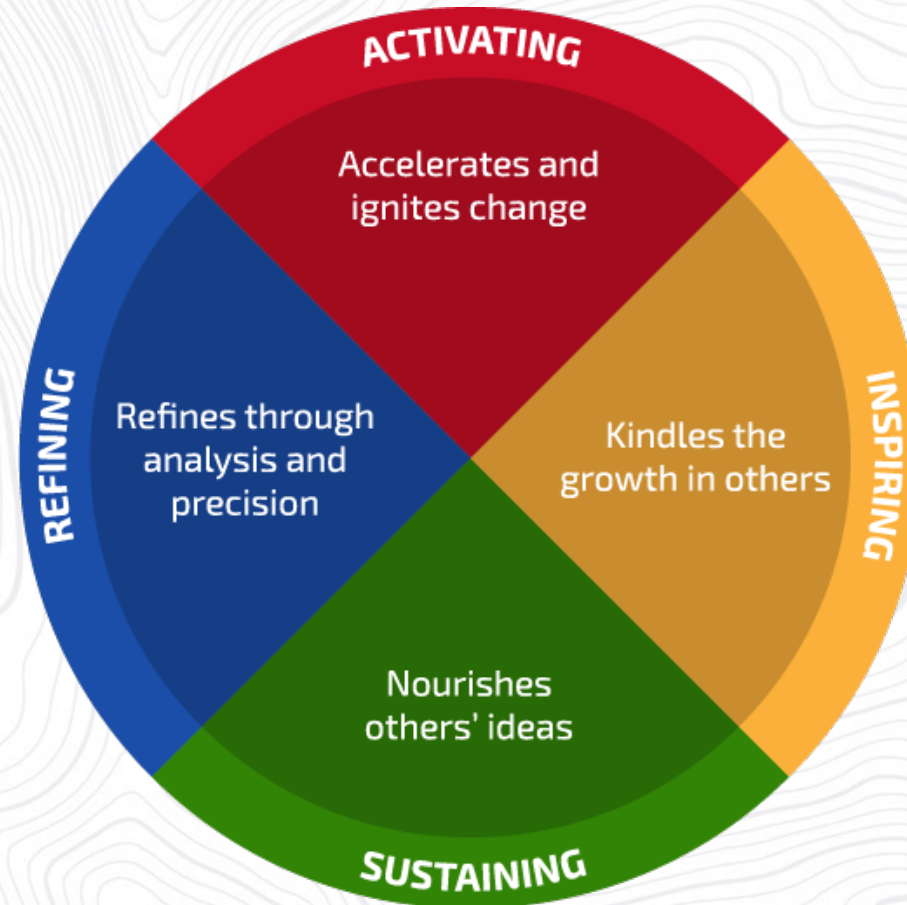 ACTIVATING
Accelerates and
ignites change
REFINING
Refines through
analysis and
precision
INSPIRING
Kindles the
growth in others
Nourishes
others’ ideas
SUSTAINING